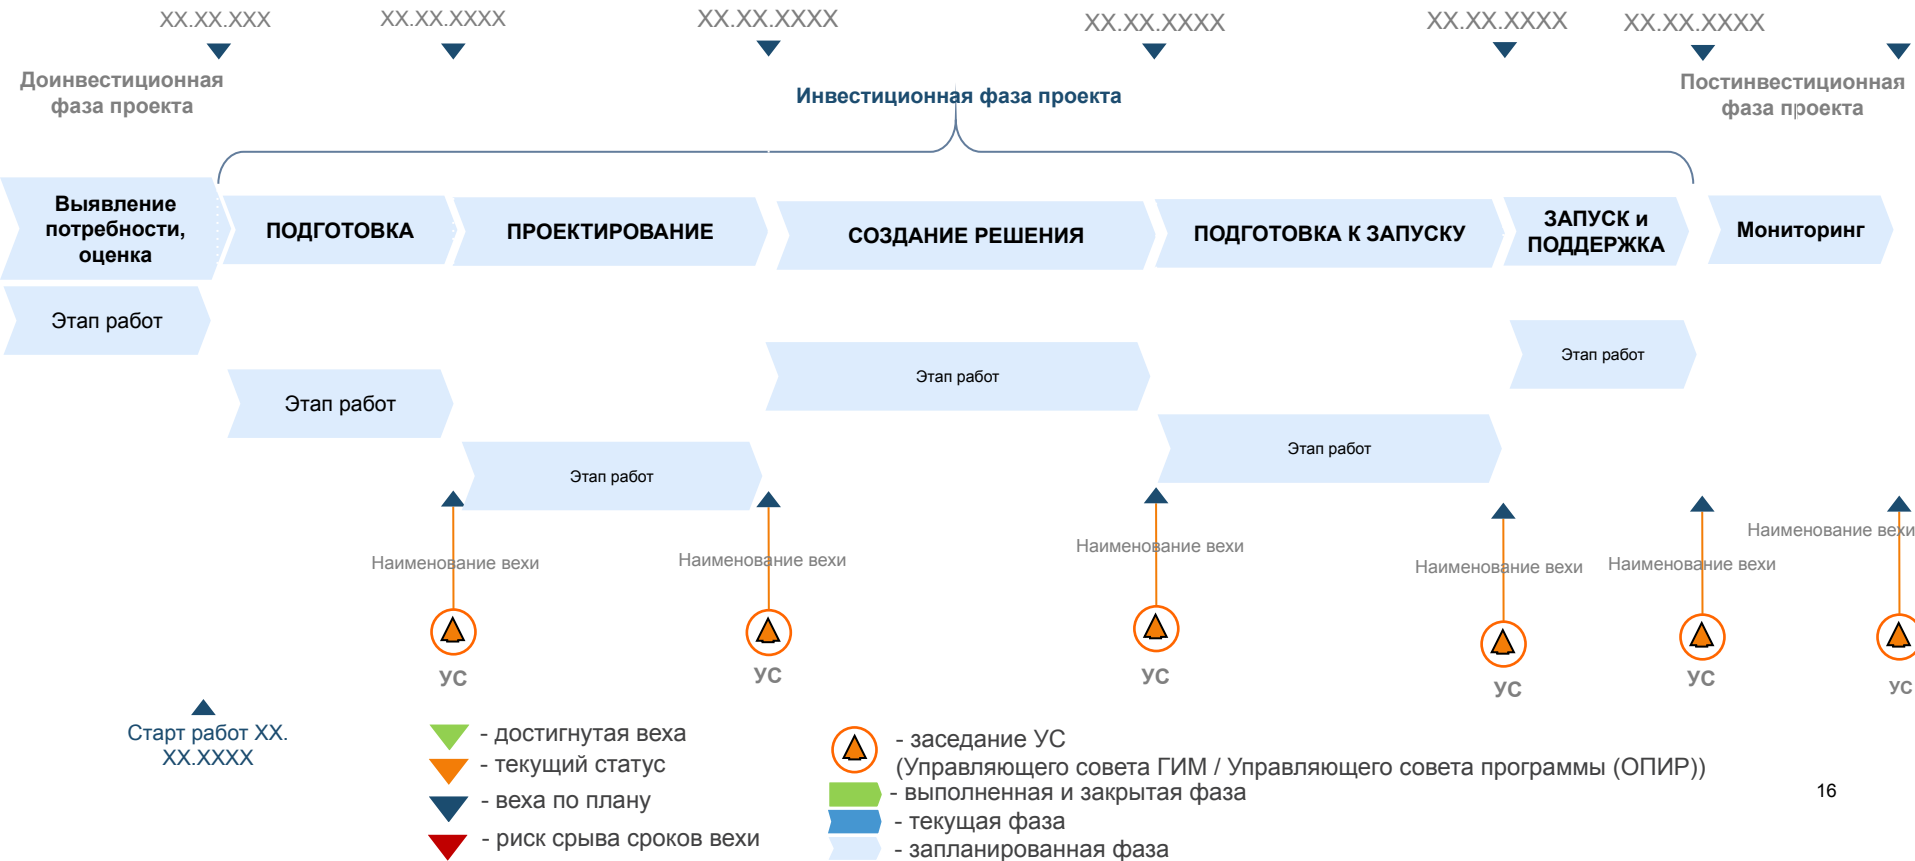 XX.XX.XXX
XX.XX.XXXX
XX.XX.XXXX
XX.XX.XXXX
XX.XX.XXXX
XX.XX.XXXX
Доинвестиционная
фаза проекта
Инвестиционная фаза проекта
Постинвестиционная
фаза проекта
Выявление
потребности,
оценка
ПОДГОТОВКА
ПРОЕКТИРОВАНИЕ
СОЗДАНИЕ РЕШЕНИЯ
ПОДГОТОВКА К ЗАПУСКУ
ЗАПУСК и
ПОДДЕРЖКА
Мониторинг
Этап работ
Этап работ
Этап работ
Этап работ
Этап работ
Этап работ
Наименование вехи
Наименование вехи
Наименование вехи
Наименование вехи
Наименование вехи
Наименование вехи
УС
УС
УС
УС
УС
УС
Старт работ XX.
XX.XXXX
- достигнутая веха
- текущий статус
- веха по плану
- риск срыва сроков вехи
- заседание УС
(Управляющего совета ГИМ / Управляющего совета программы (ОПИР))
- выполненная и закрытая фаза
- текущая фаза
- запланированная фаза
16